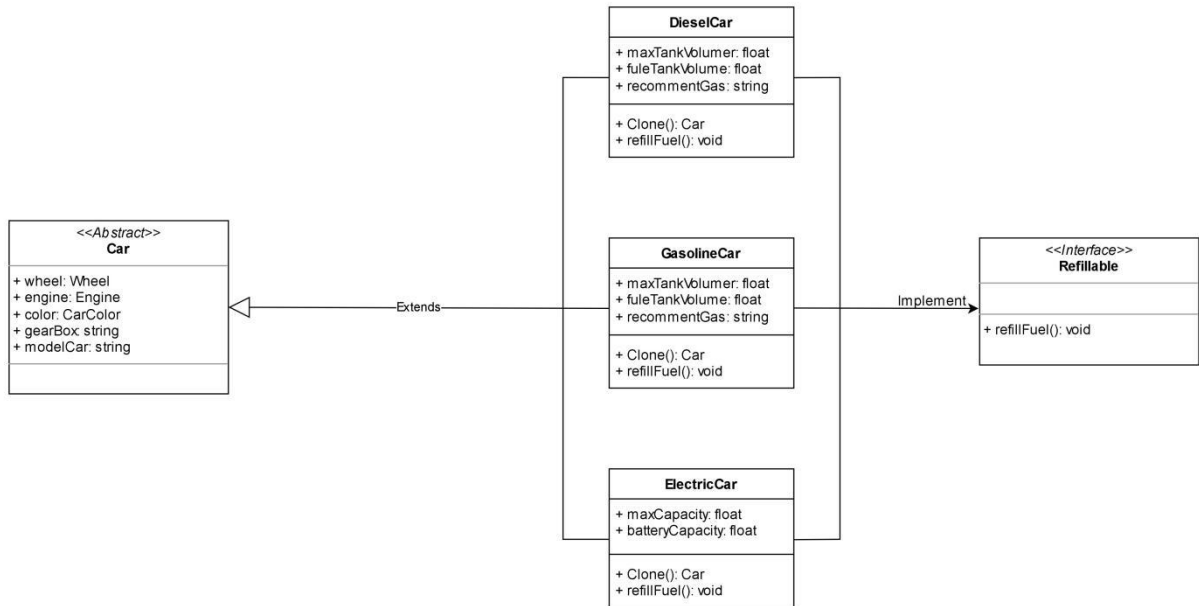 DieselCar
+ maxTankVolumer: float
+ fuleTankVolume: float
+ recommentGas: string
+ Clone(): Car
+ refillFuel(): void
<<Abstract>>
Car
+ wheel: Wheel
+ engine: Engine
+ color: CarColor
+ gearBox: string
+ modelCar: string
Extends
GasolineCar
+ maxTankVolumer: float
+ fuleTankVolume: float
+ recommentGas: string
+ Clone(): Car
+ refillFuel(): void
Implement
<<Interface>>
Refillable
+ refillFuel(): void
ElectricCar
+ maxCapacity: float
+ batteryCapacity: float
+ Clone(): Car
+ refillFuel(): void